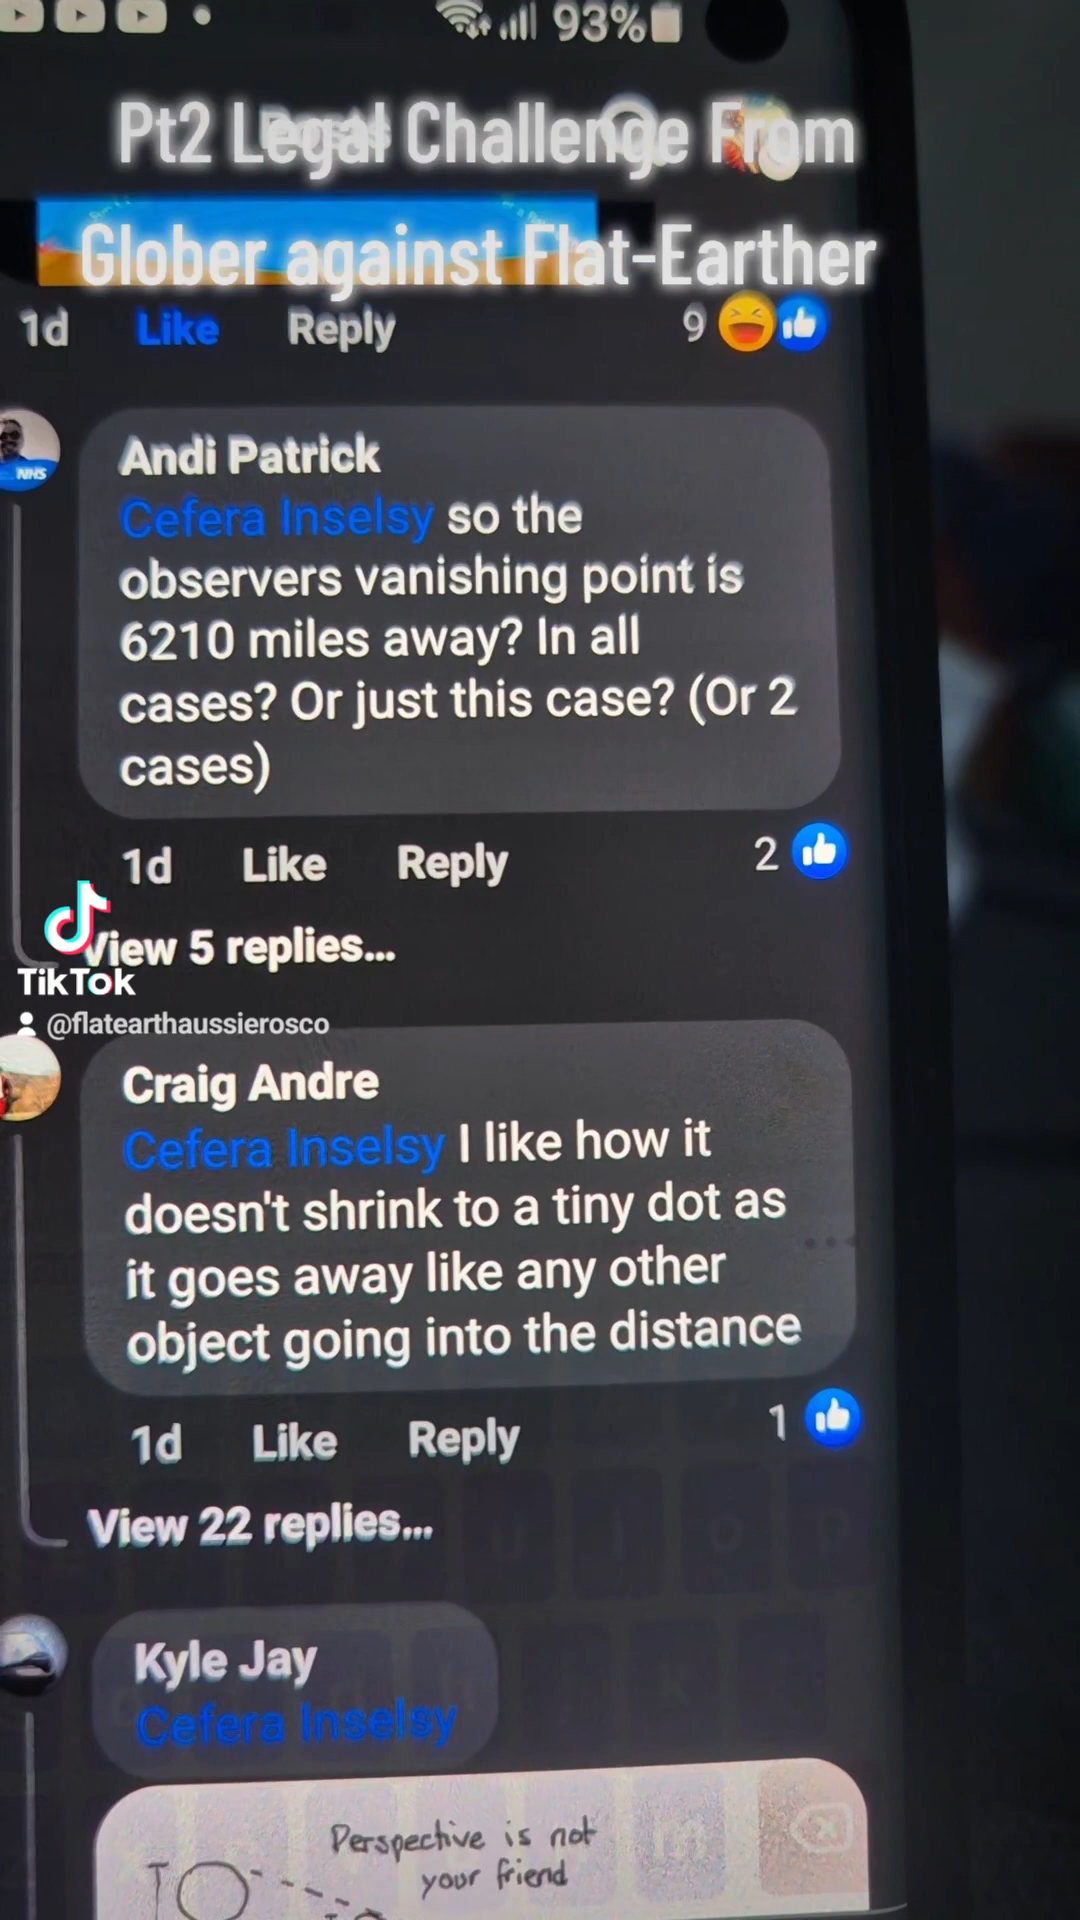 93%
Pt2 Legal Challenge From
Glober against Flat-Earther
1d Like Reply 9
NHS
Andi Patrick
Cefera Inselsy so the
observers vanishing point is
6210 miles away? In all
cases? Or just this case? (Or 2
cases)
1d Like Reply 2
View 5 replies...
TikTok
@flatearthaussierosco
Craig Andre
Cefera Inselsy I like how it
doesn't shrink to a tiny dot as
it goes away like any other
object going into the distance
1d Like Reply 1
View 22 replies...
Kyle Jay
Cefera Inselsy
Perspective is not
your friend